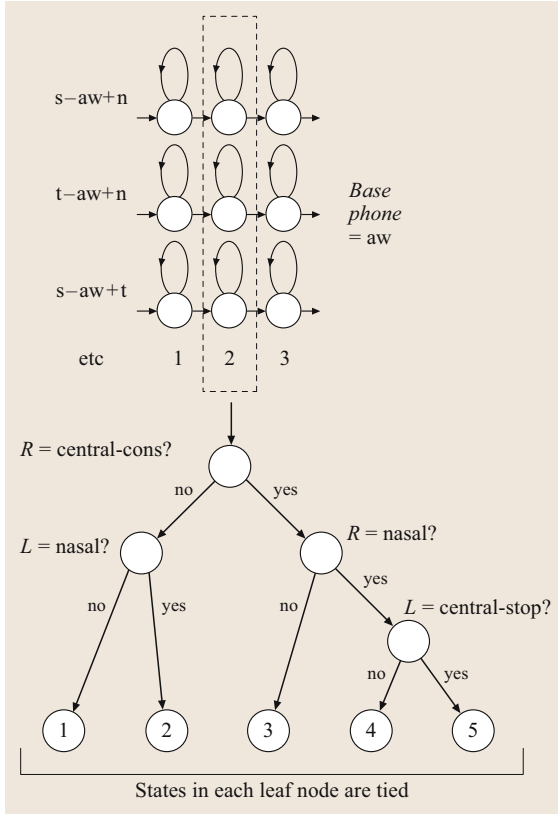 s–aw+n
t–aw+n
Base
phone
= aw
s–aw+t
etc 1 2 3
R = central-cons?
no yes
L = nasal?
R = nasal?
no yes
no yes
L = central-stop?
no yes
1 2 3 4 5
States in each leaf node are tied